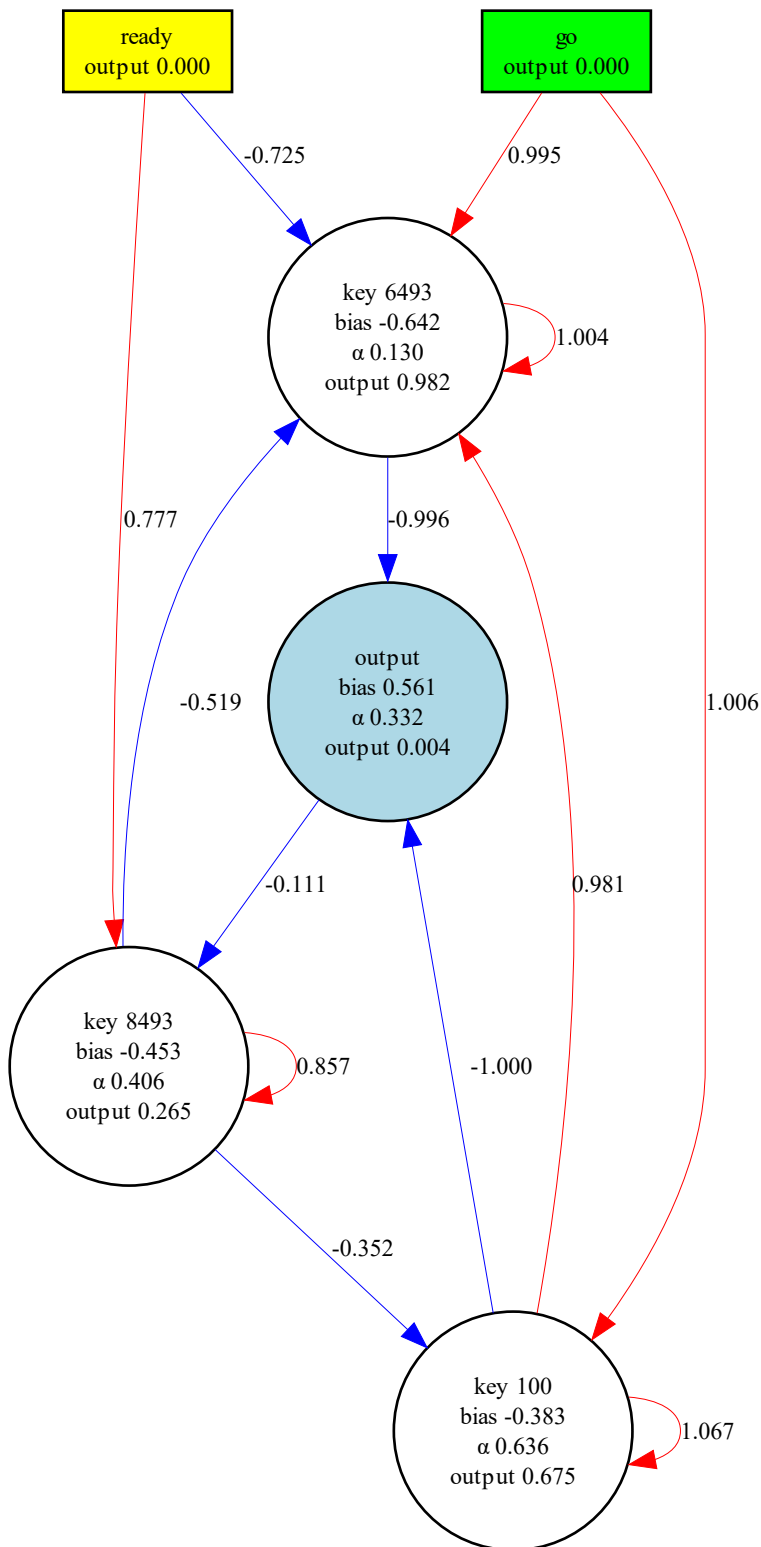 ready
output 0.000
go
output 0.000
-0.725
0.995
key 6493
bias -0.642
α 0.130
output 0.982
1.004
0.777
-0.996
-0.519
output
bias 0.561
α 0.332
output 0.004
1.006
-0.111
0.981
key 8493
bias -0.453
α 0.406
output 0.265
0.857
-1.000
-0.352
key 100
bias -0.383
α 0.636
output 0.675
1.067